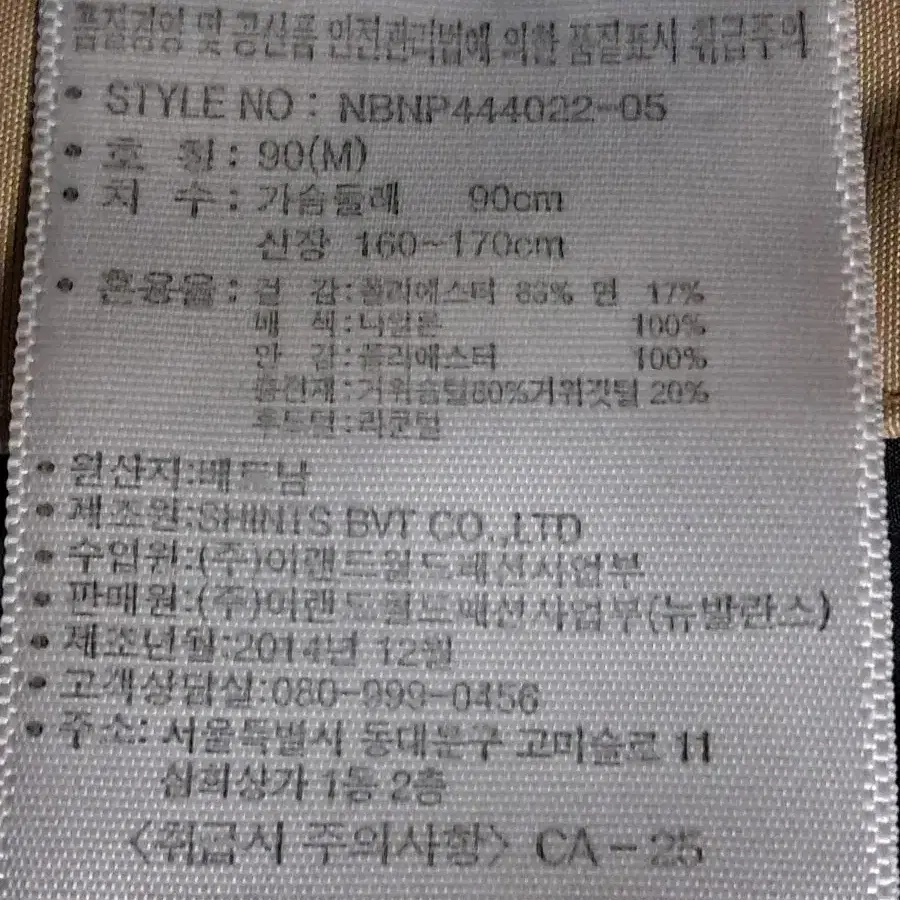 품질경영 및 공산품 안전관리법에 의한 품질표시 취급주의
• STYLE NO : NBNP444022-05
• 호 칭 : 90(M)
• 치 수 : 가슴둘레 90cm
신장 160~170cm
• 혼용율 : 겉 감 : 폴리에스터 83% 면 17%
배 색 : 나일론 100%
안 감 : 폴리에스터 100%
충전재 : 거위솜털80%거위깃털 20%
후드털 : 라쿤털
• 원산지:베트남
• 제조원:SHINTS BVT CO.,LTD
• 수입원:(주)이랜드월드패션사업부
• 판매원:(주)이랜드월드패션사업부(뉴발란스)
• 제조년월:2014년 12월
• 고객상담실:080-999-0456
• 주소: 서울특별시 동대문구 고미술로 11
삼희상가 1동 2층
<취급시 주의사항> CA-25